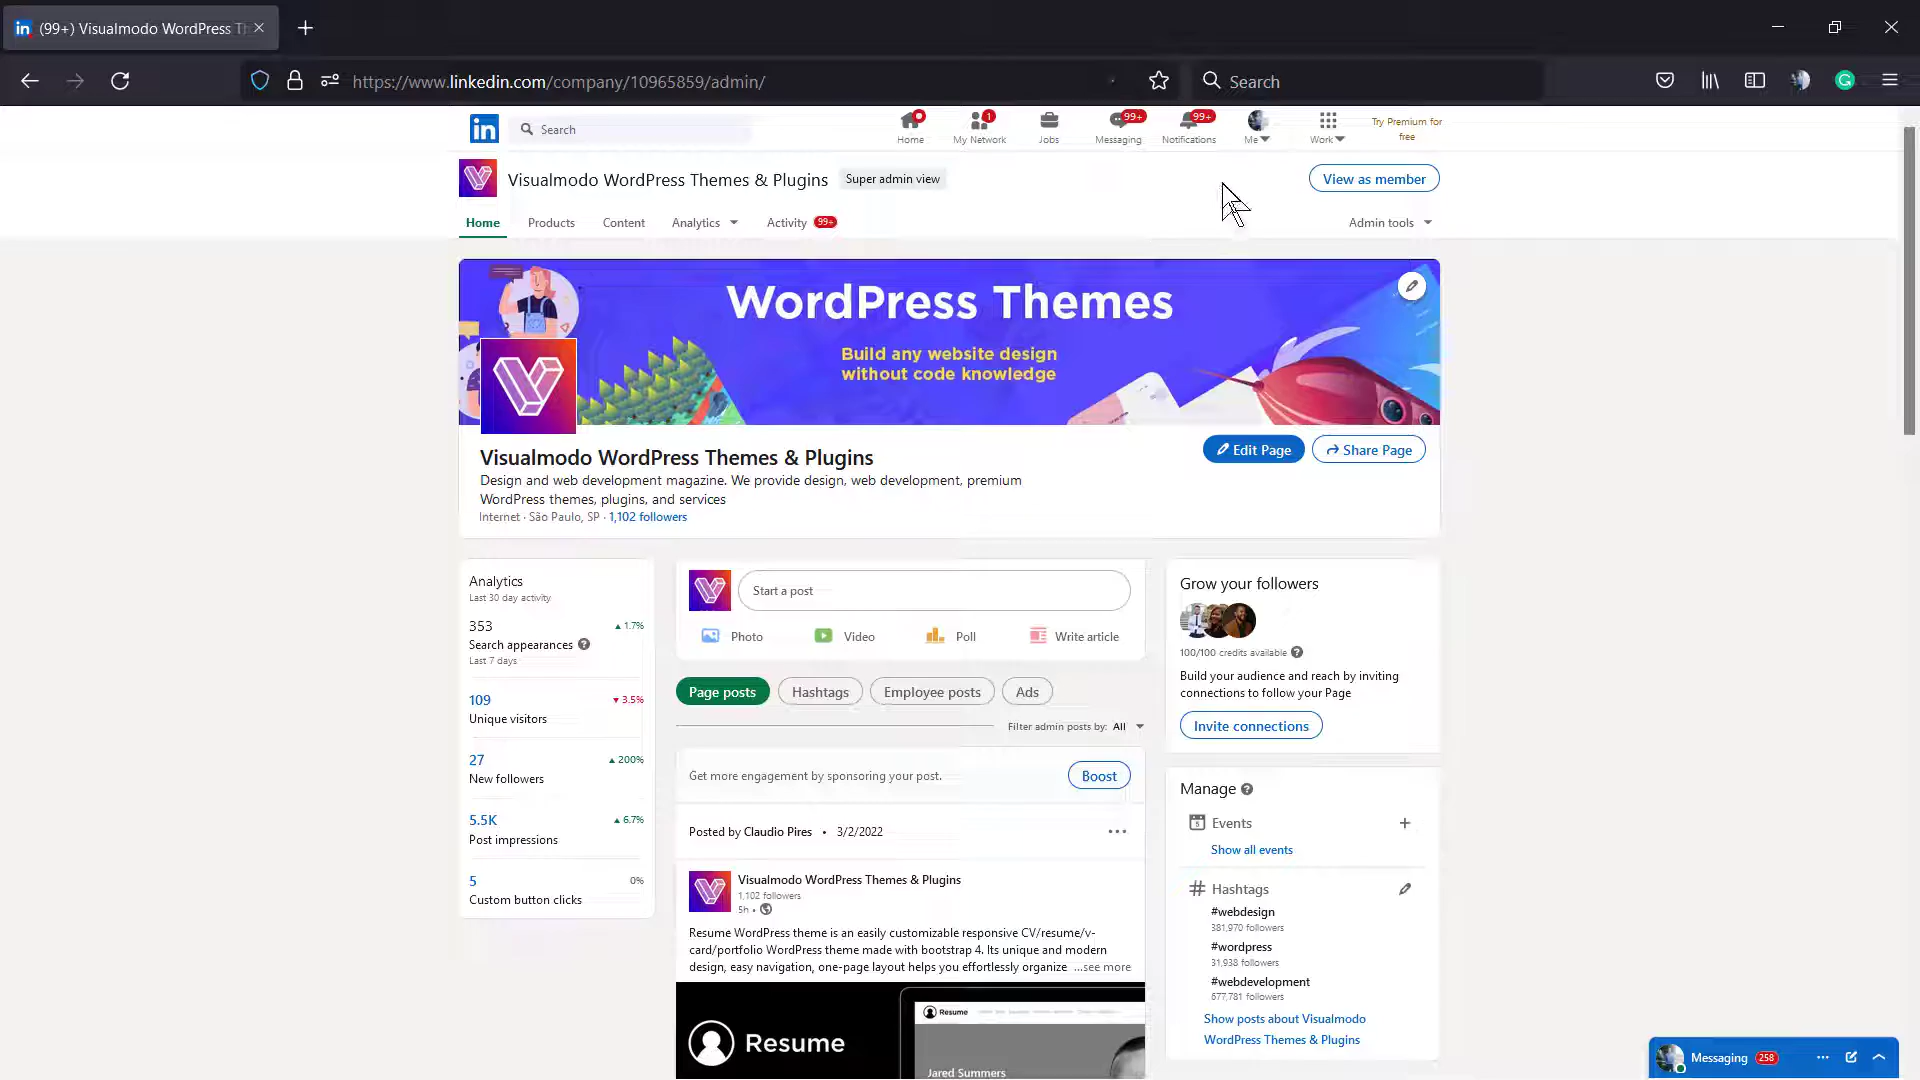 (99+) Visualmodo WordPress Th
https://www.linkedin.com/company/10965859/admin/
Search
Search
Home
1
My Network
Jobs
99+
Messaging
99+
Notifications
Me
Work
Try Premium for
free
Visualmodo WordPress Themes & Plugins
Super admin view
View as member
Home
Products
Content
Analytics
Activity 99+
Admin tools
WordPress Themes
Build any website design
without code knowledge
Visualmodo WordPress Themes & Plugins
Design and web development magazine. We provide design, web development, premium
WordPress themes, plugins, and services
Internet · São Paulo, SP · 1,102 followers
Edit Page
Share Page
Analytics
Last 30 day activity
353
1.7%
Search appearances
Last 7 days
109
3.5%
Unique visitors
27
200%
New followers
5.5K
6.7%
Post impressions
5
0%
Custom button clicks
Start a post
Photo
Video
Poll
Write article
Page posts
Hashtags
Employee posts
Ads
Filter admin posts by: All
Get more engagement by sponsoring your post.
Boost
Posted by Claudio Pires • 3/2/2022
Visualmodo WordPress Themes & Plugins
1,102 followers
5h •
Resume WordPress theme is an easily customizable responsive CV/resume/v-
card/portfolio WordPress theme made with bootstrap 4. Its unique and modern
design, easy navigation, one-page layout helps you effortlessly organize ...see more
Resume
Resume
Jared Summers
Grow your followers
100/100 credits available
Build your audience and reach by inviting
connections to follow your Page
Invite connections
Manage
Events
Show all events
Hashtags
#webdesign
381,970 followers
#wordpress
31,938 followers
#webdevelopment
677,781 followers
Show posts about Visualmodo
WordPress Themes & Plugins
Messaging 258